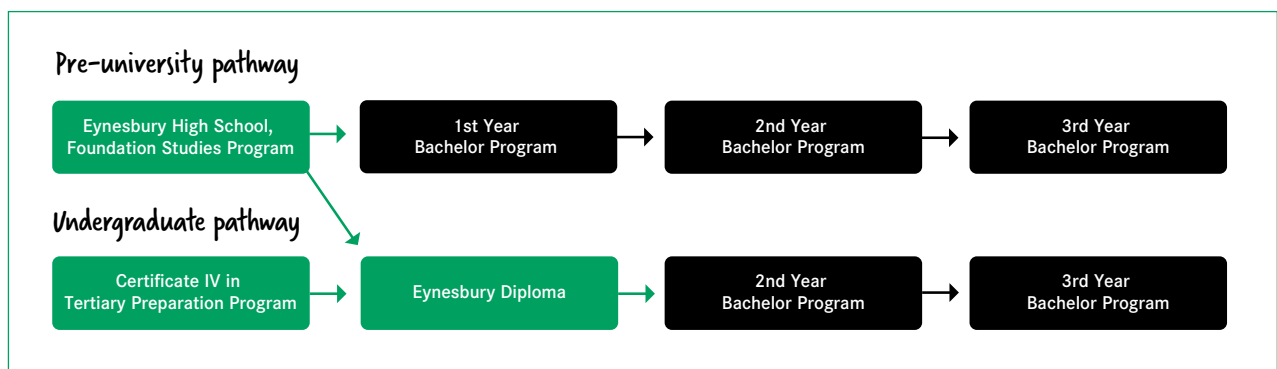 Pre-university pathway
Eynesbury High School,
Foundation Studies Program
1st Year
Bachelor Program
2nd Year
Bachelor Program
3rd Year
Bachelor Program
Undergraduate pathway
Certificate IV in
Tertiary Preparation Program
Eynesbury Diploma
2nd Year
Bachelor Program
3rd Year
Bachelor Program